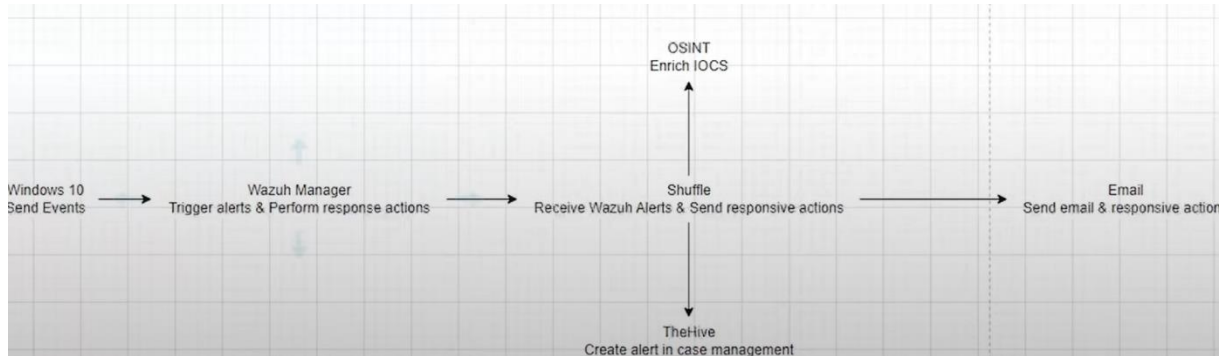 OSINT
Enrich IOCS
Windows 10
Send Events
Wazuh Manager
Trigger alerts & Perform response actions
Shuffle
Receive Wazuh Alerts & Send responsive actions
Email
Send email & responsive action
TheHive
Create alert in case management